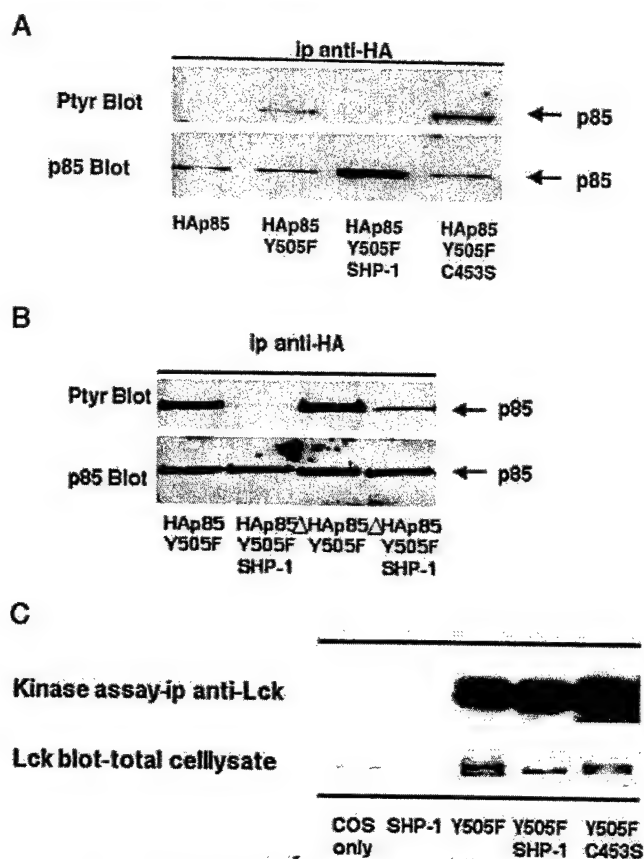 A
ip anti-HA
Ptyr Blot
p85
p85 Blot
p85
HAp85
HAp85
Y505F
HAp85
Y505F
SHP-1
HAp85
Y505F
C453S
B
ip anti-HA
Ptyr Blot
p85
p85 Blot
p85
HAp85
Y505F
HAp85
Y505F
SHP-1
△HAp85
Y505F
△HAp85
Y505F
SHP-1
C
Kinase assay-ip anti-Lck
Lck blot-total celllysate
COS
only
SHP-1
Y505F
Y505F
SHP-1
Y505F
C453S